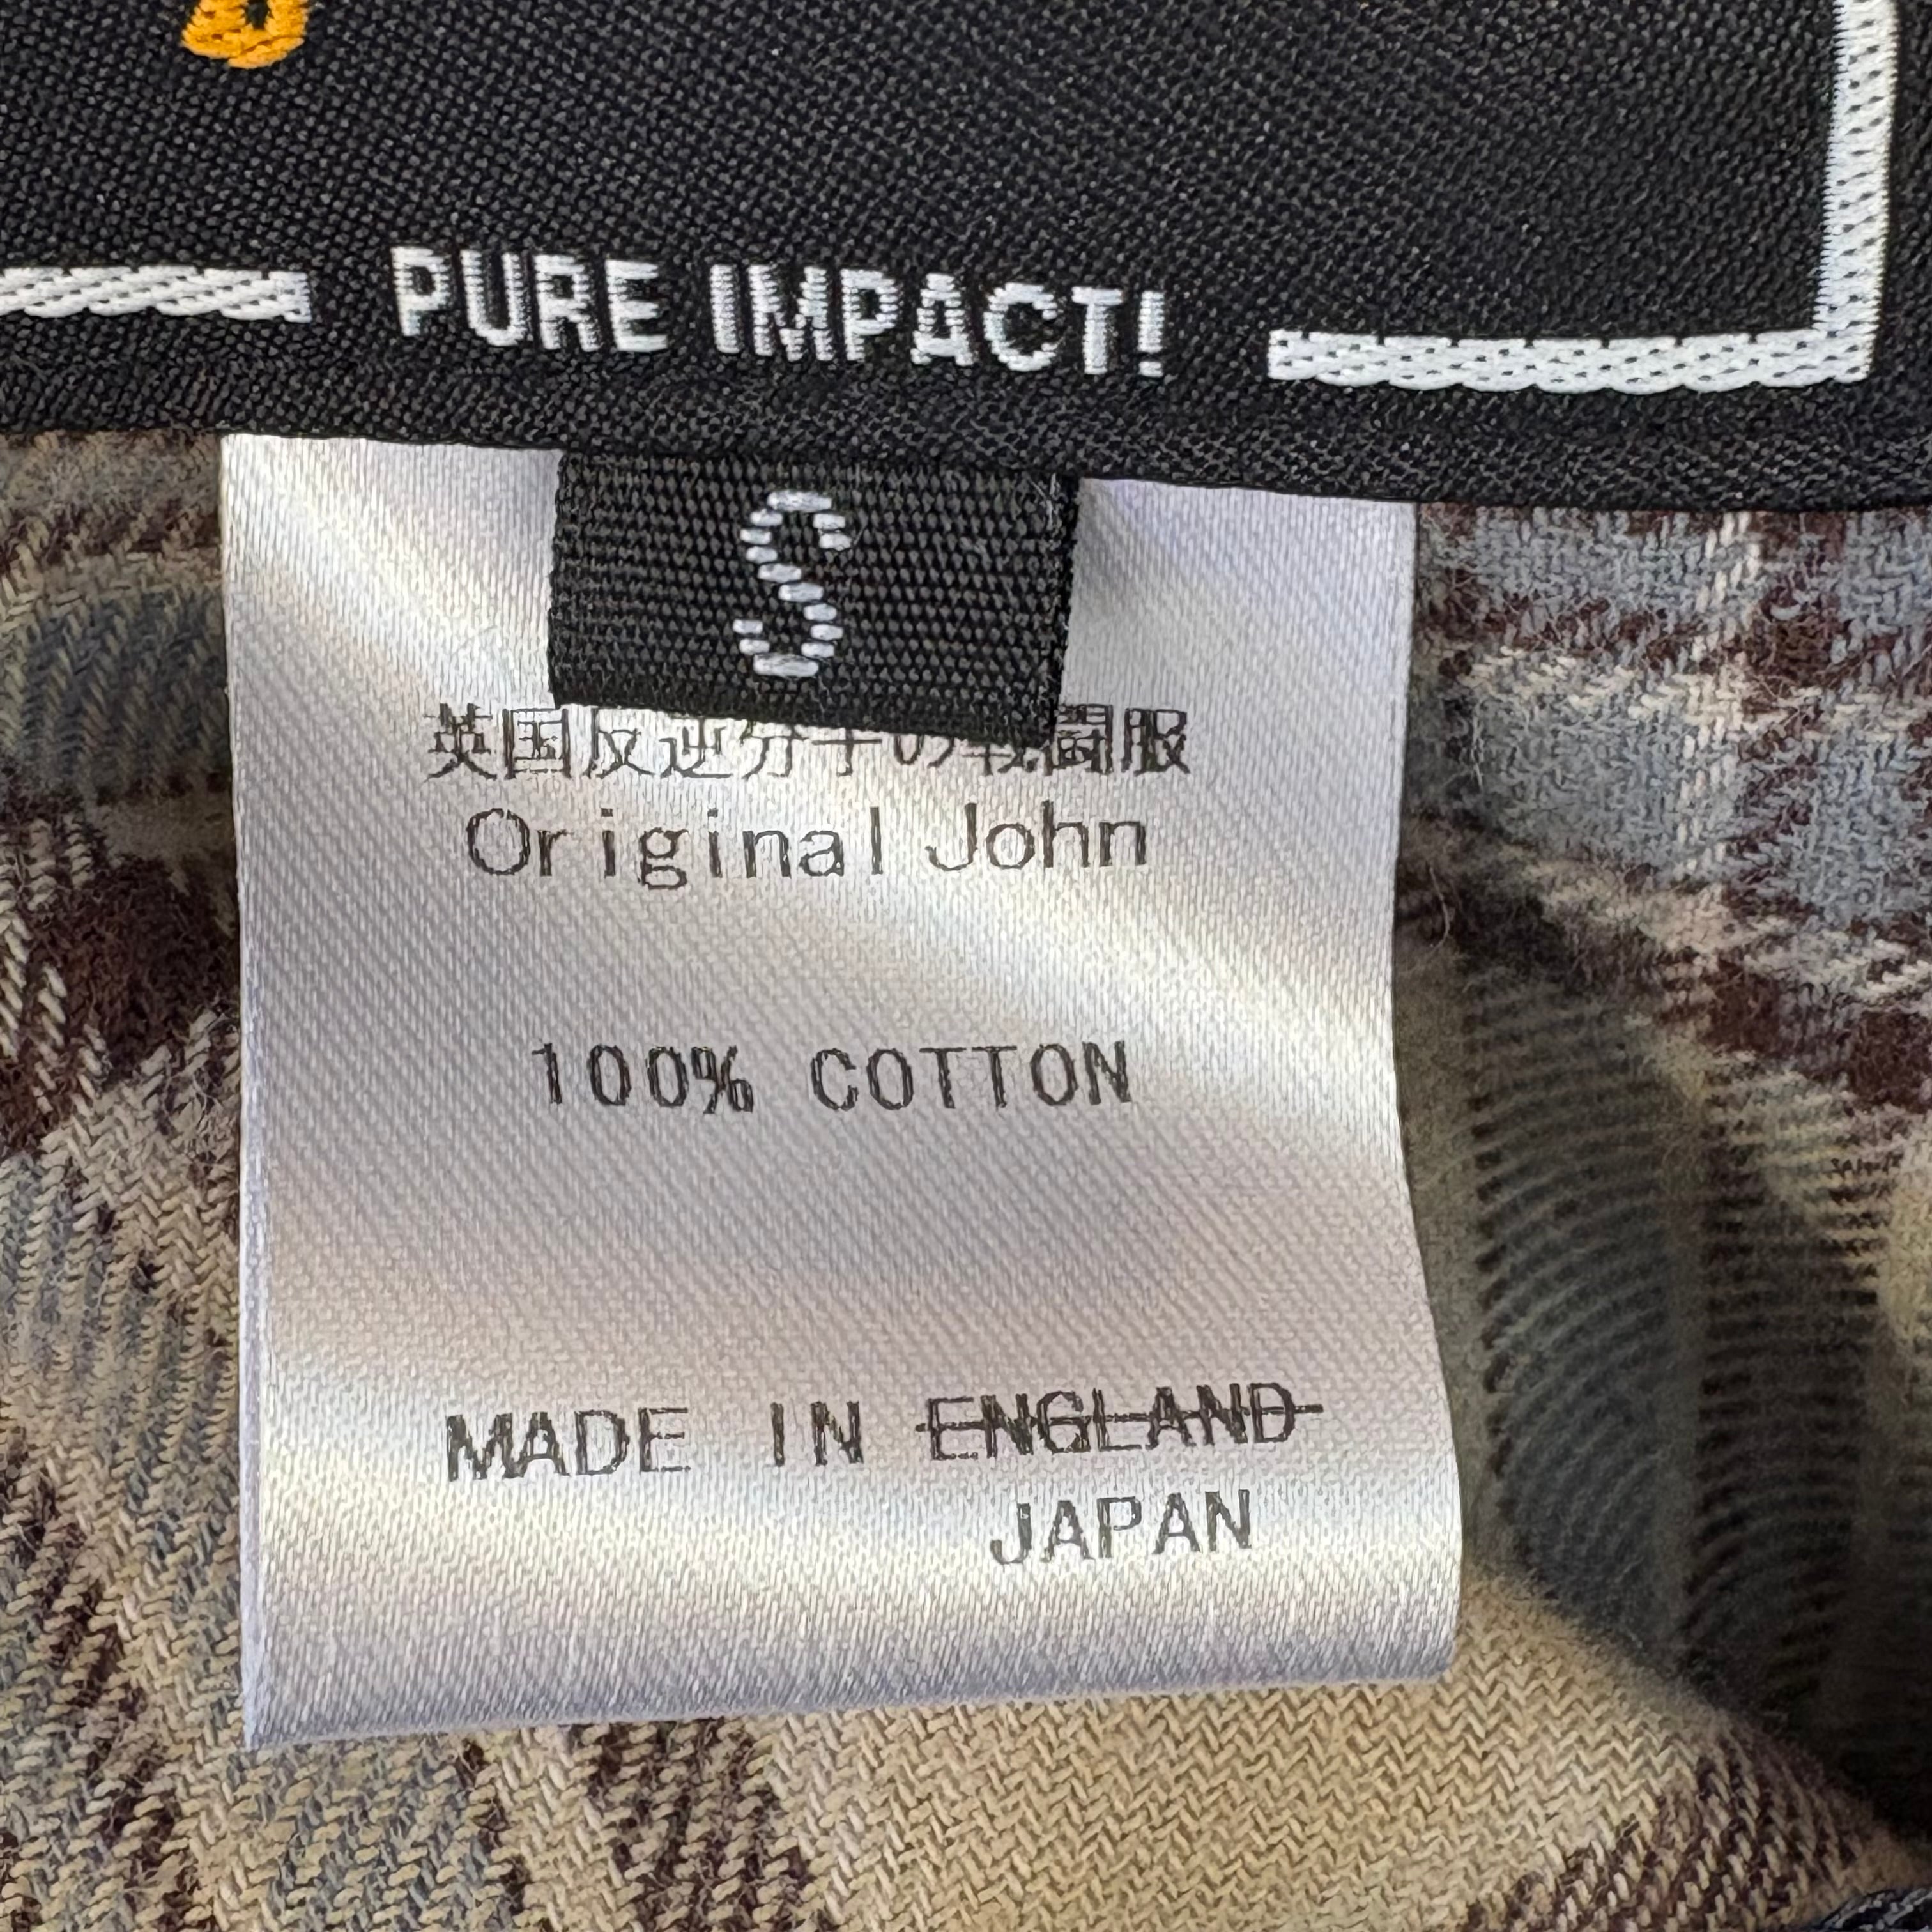 PURE IMPACT!
S
英国反逆分子の戦闘服
Original John
100% COTTON
MADE IN ENGLAND
JAPAN